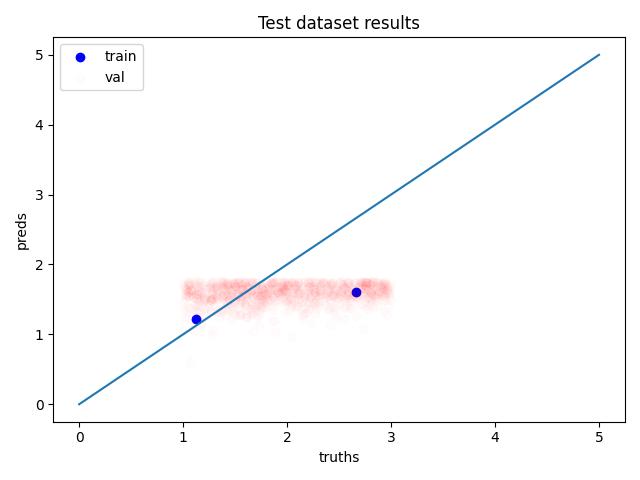 Test dataset results
train
val
preds
5
4
3
2
1
0
0 1 2 3 4 5
truths